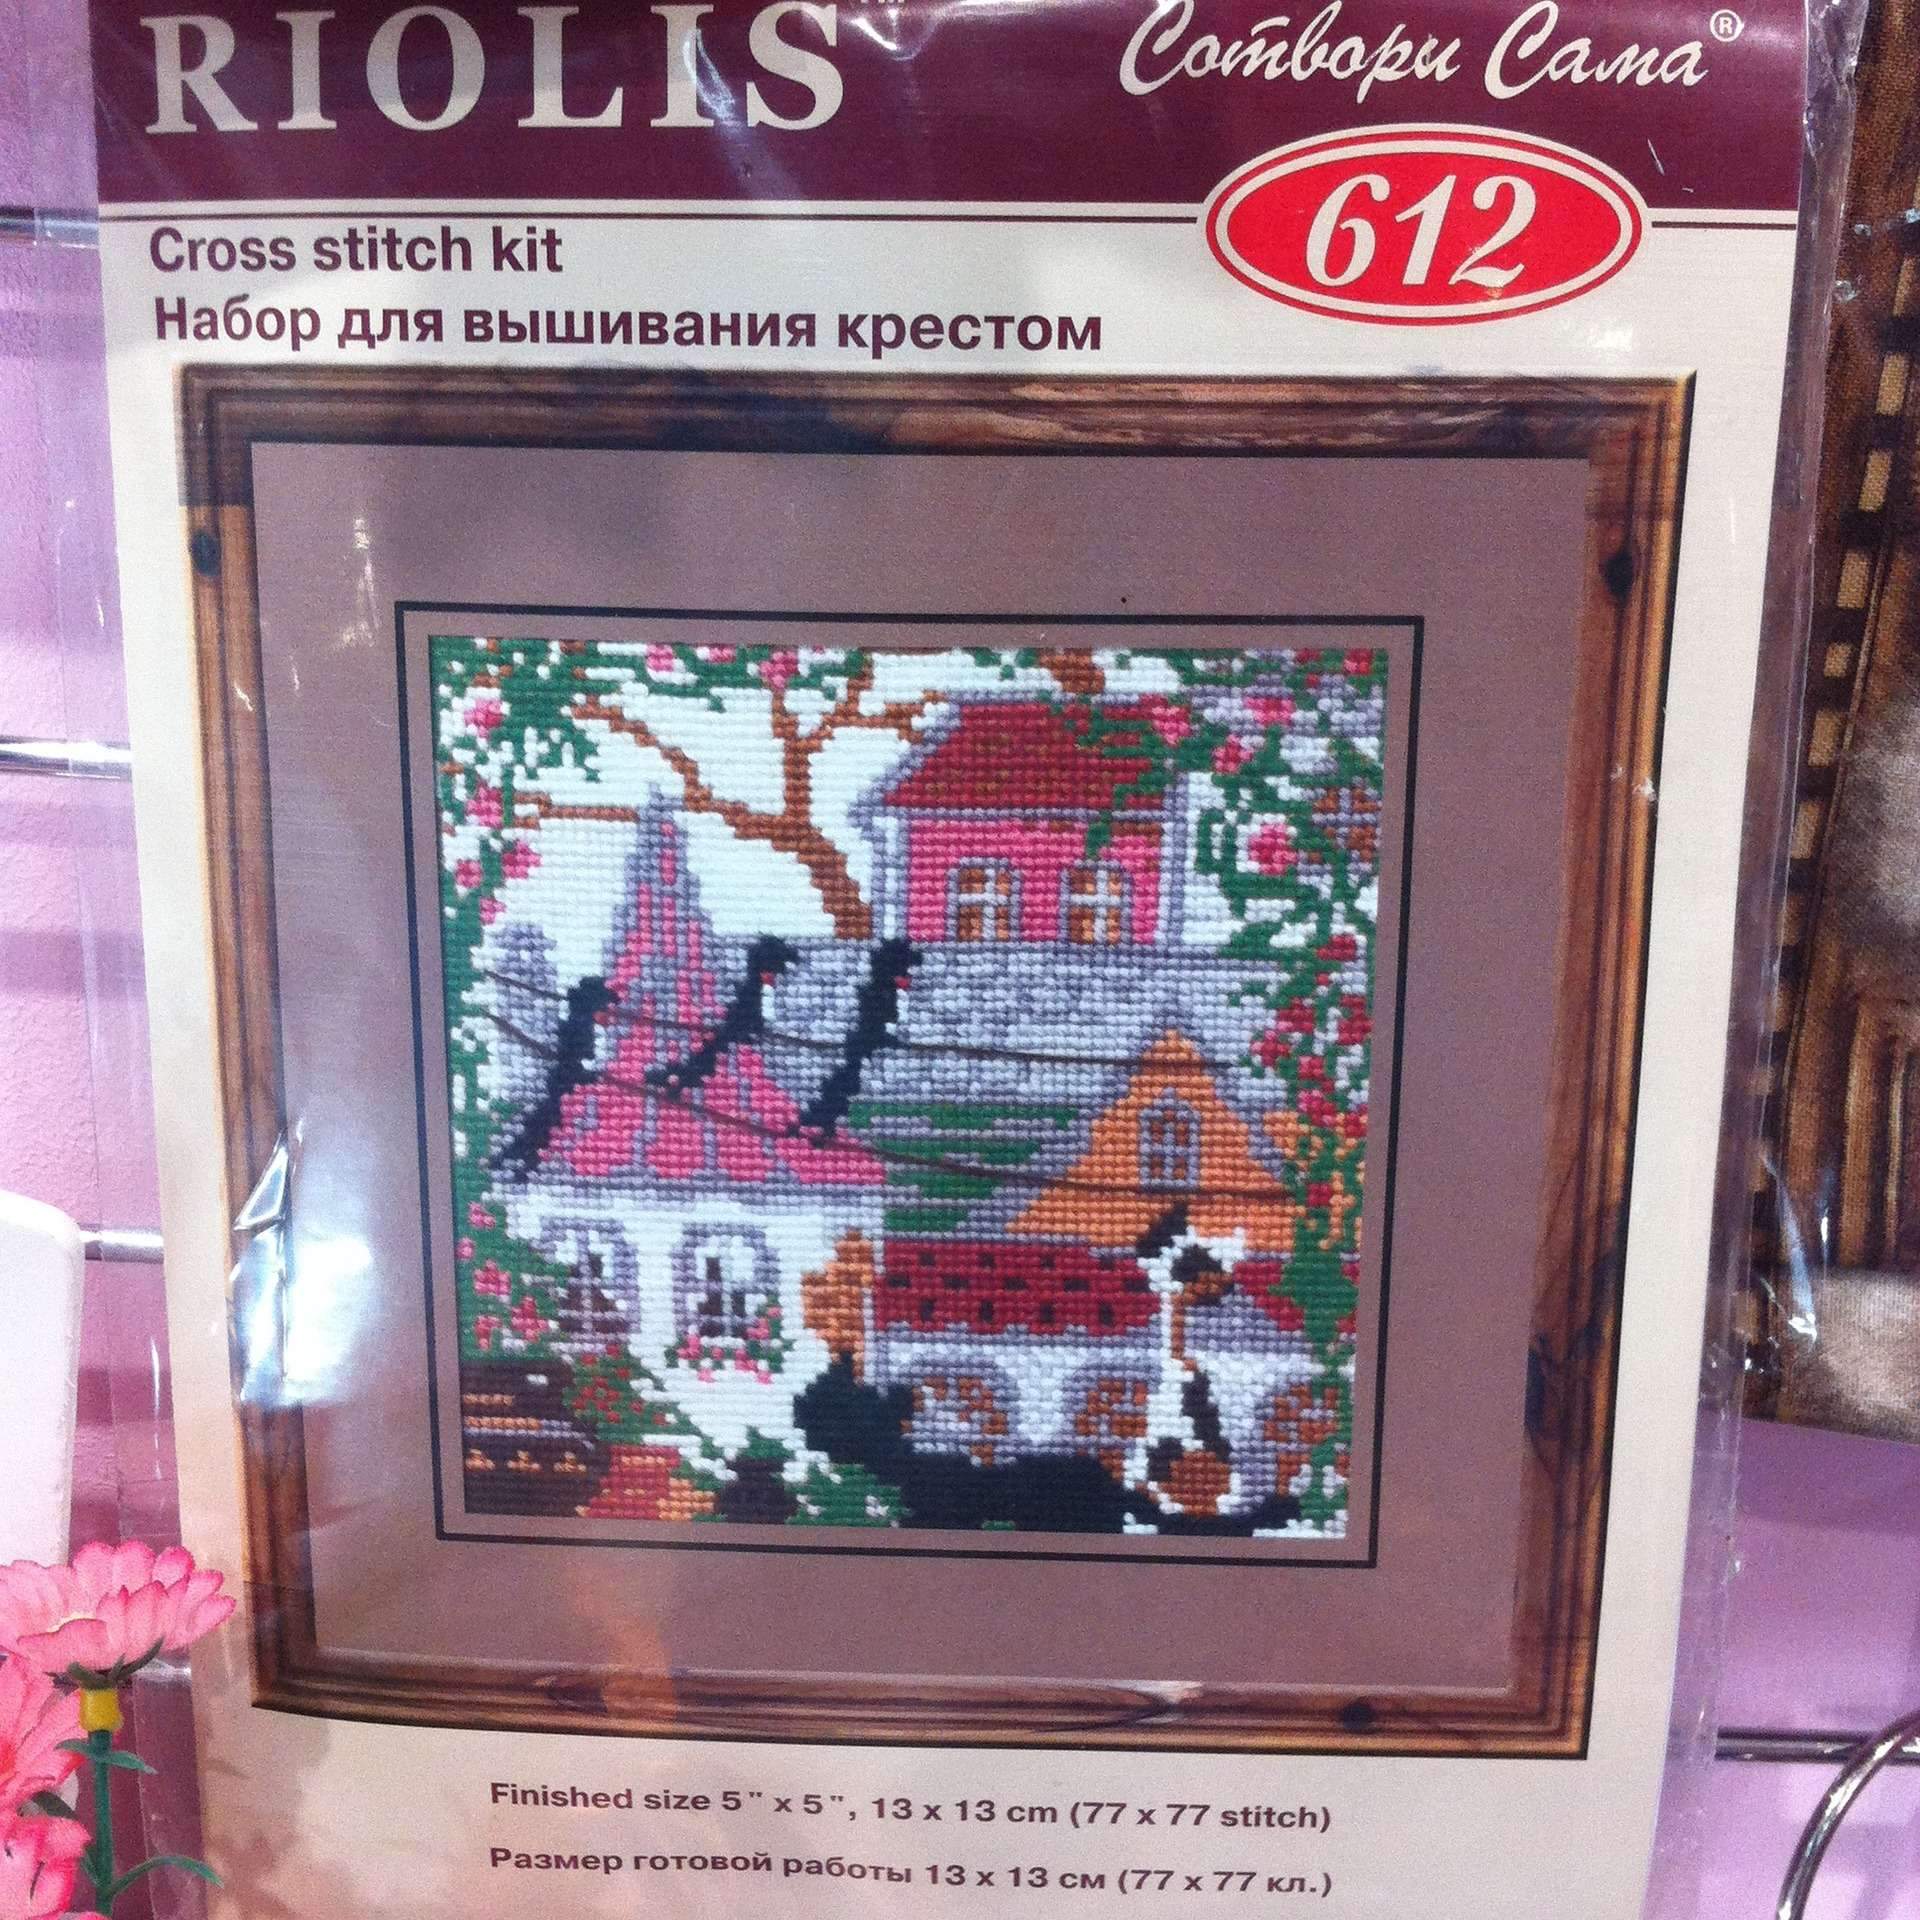 RIOLIS™
Сотвори Сама®
612
Cross stitch kit
Набор для вышивания крестом
Finished size 5" x 5", 13 x 13 cm (77 x 77 stitch)
Размер готовой работы 13 x 13 см (77 x 77 кл.)